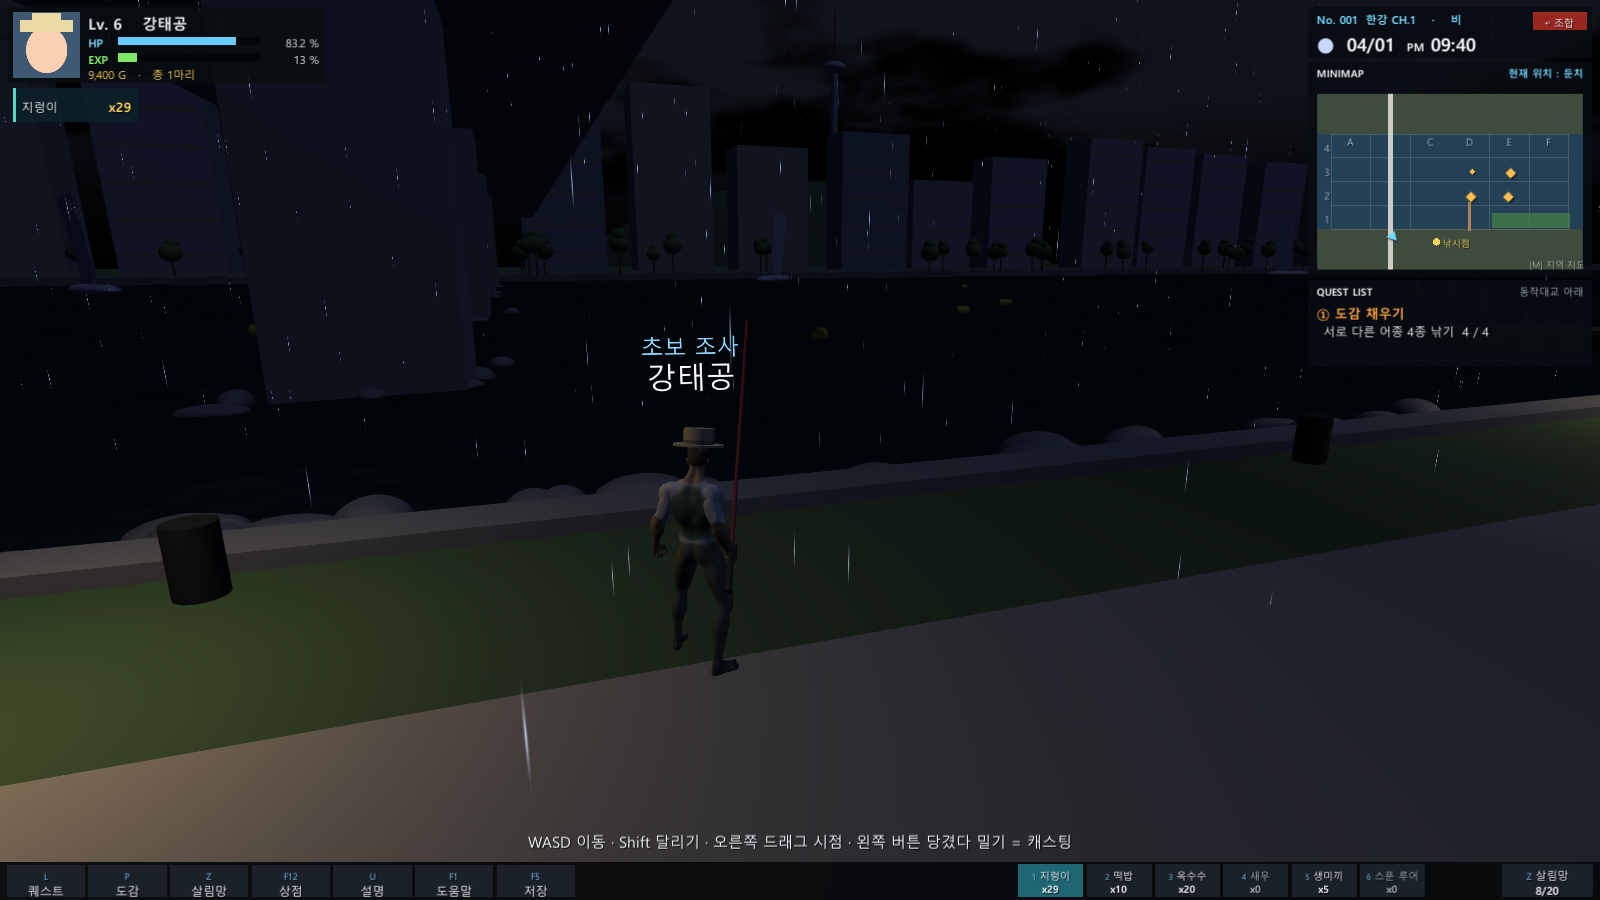 Lv. 6 강태공
HP 83.2 %
EXP 13 %
9,400 G · 총 1마리
지렁이 x29
No. 001 한강 CH.1 · 비
조합
04/01 PM 09:40
MINIMAP 현재 위치 : 둔치
A C D E F
4
3
2
1
낚시점
[M] 지역 지도
QUEST LIST 동작대교 아래
① 도감 채우기
서로 다른 어종 4종 낚기 4 / 4
초보 조사
강태공
WASD 이동 · Shift 달리기 · 오른쪽 드래그 시점 · 왼쪽 버튼 당겼다 밀기 = 캐스팅
L 퀘스트
P 도감
Z 살림망
F12 상점
U 설명
F1 도움말
F5 저장
1 지렁이 x29
2 떡밥 x10
3 옥수수 x20
4 새우 x0
5 생미끼 x5
6 스푼 루어 x0
Z 살림망 8/20